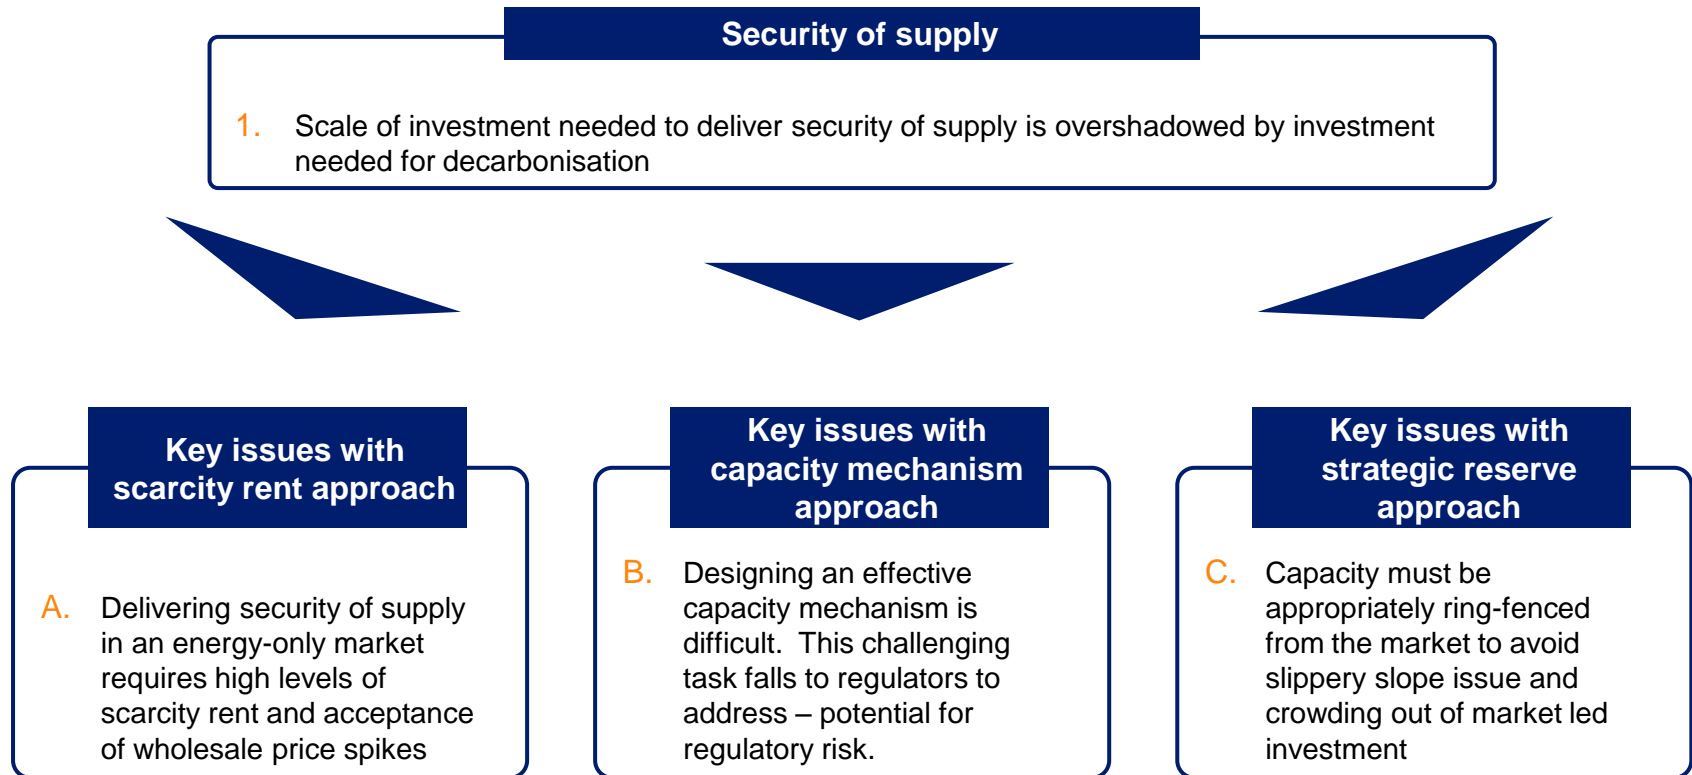 Security of supply
1. Scale of investment needed to deliver security of supply is overshadowed by investment
needed for decarbonisation
Key issues with
scarcity rent approach
A. Delivering security of supply
in an energy-only market
requires high levels of
scarcity rent and acceptance
of wholesale price spikes
Key issues with
capacity mechanism
approach
B. Designing an effective
capacity mechanism is
difficult.  This challenging
task falls to regulators to
address – potential for
regulatory risk.
Key issues with
strategic reserve
approach
C. Capacity must be
appropriately ring-fenced
from the market to avoid
slippery slope issue and
crowding out of market led
investment